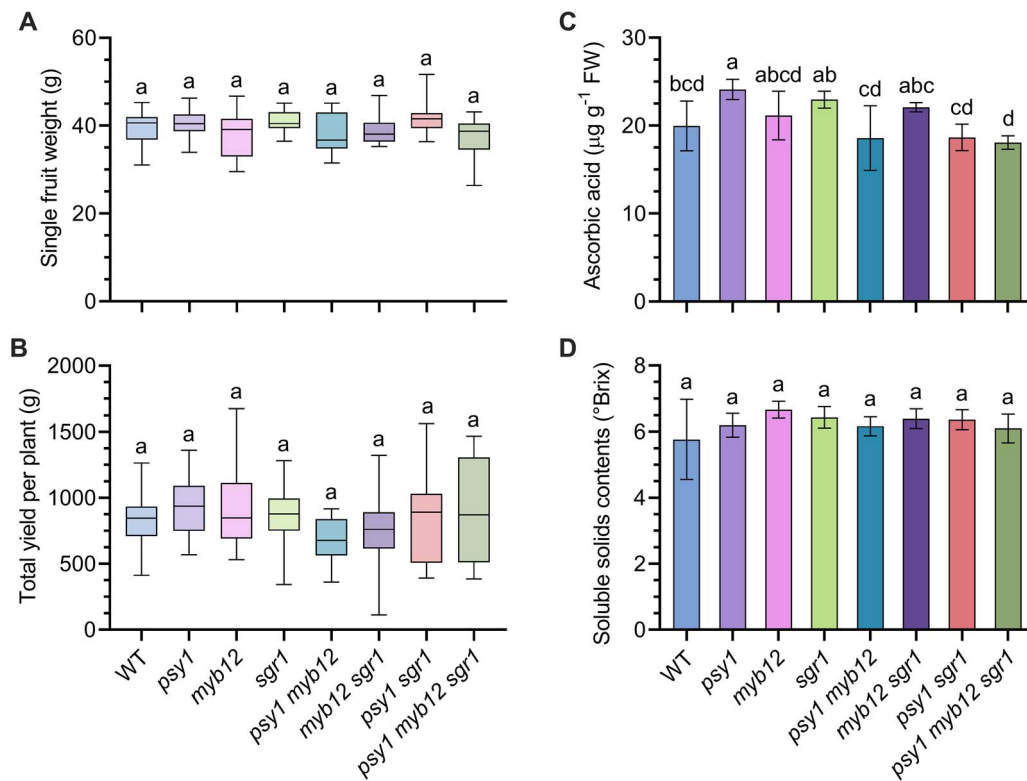 A
Single fruit weight (g)
60
40
20
0
a a a a a a a a
B
Total yield per plant (g)
2000
1500
1000
500
0
a a a a a a a a
WT
psy1
myb12
sgr1
psy1 myb12
myb12 sgr1
psy1 sgr1
psy1 myb12 sgr1
C
Ascorbic acid (µg g⁻¹ FW)
30
20
10
0
bcd a abcd ab cd abc cd d
D
Soluble solids contents (°Brix)
8
6
4
2
0
a a a a a a a a
WT
psy1
myb12
sgr1
psy1 myb12
myb12 sgr1
psy1 sgr1
psy1 myb12 sgr1